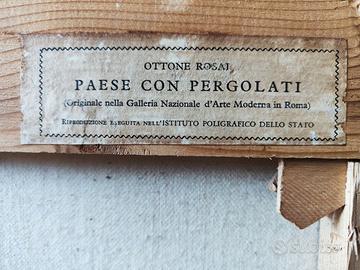 OTTONE ROSAI
PAESE CON PERGOLATI
(Originale nella Galleria Nazionale d'Arte Moderna in Roma)
RIPRODUZIONE ESEGUITA NELL'ISTITUTO POLIGRAFICO DELLO STATO
subito